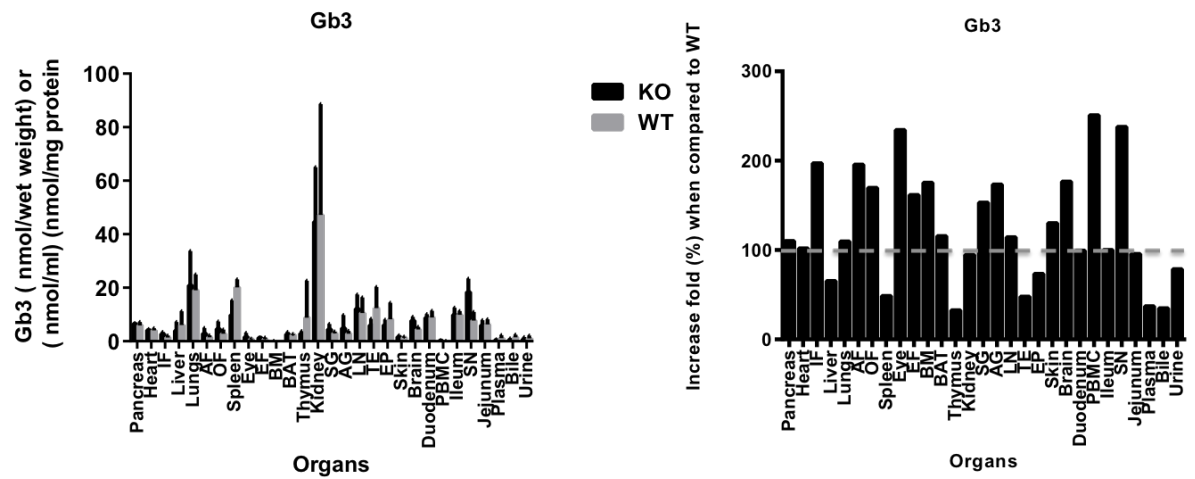 Gb3
Gb3 ( nmol/wet weight) or
( nmol/ml) (nmol/mg protein
100
80
60
40
20
0
Pancreas
Heart
IF
Liver
Lungs
AF
OF
Spleen
Eye
EF
BM
BAT
Thymus
Kidney
SG
AG
LN
TE
EP
Skin
Brain
Duodenum
PBMC
Ileum
SN
Jejunum
Plasma
Bile
Urine
Organs
KO
WT
Gb3
Increase fold (%) when compared to WT
300
200
100
0
Pancreas
Heart
IF
Liver
Lungs
AF
OF
Spleen
Eye
EF
BM
BAT
Thymus
Kidney
SG
AG
LN
TE
EP
Skin
Brain
Duodenum
PBMC
Ileum
SN
Jejunum
Plasma
Bile
Urine
Organs